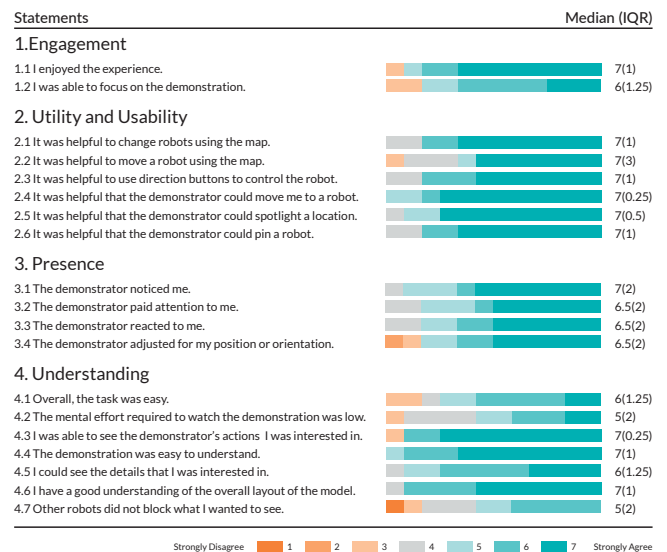 Statements Median (IQR)
1.Engagement
1.1 I enjoyed the experience. 7(1)
1.2 I was able to focus on the demonstration. 6(1.25)
2. Utility and Usability
2.1 It was helpful to change robots using the map. 7(1)
2.2 It was helpful to move a robot using the map. 7(3)
2.3 It was helpful to use direction buttons to control the robot. 7(1)
2.4 It was helpful that the demonstrator could move me to a robot. 7(0.25)
2.5 It was helpful that the demonstrator could spotlight a location. 7(0.5)
2.6 It was helpful that the demonstrator could pin a robot. 7(1)
3. Presence
3.1 The demonstrator noticed me. 7(2)
3.2 The demonstrator paid attention to me. 6.5(2)
3.3 The demonstrator reacted to me. 6.5(2)
3.4 The demonstrator adjusted for my position or orientation. 6.5(2)
4. Understanding
4.1 Overall, the task was easy. 6(1.25)
4.2 The mental effort required to watch the demonstration was low. 5(2)
4.3 I was able to see the demonstrator's actions I was interested in. 7(0.25)
4.4 The demonstration was easy to understand. 7(1)
4.5 I could see the details that I was interested in. 6(1.25)
4.6 I have a good understanding of the overall layout of the model. 7(1)
4.7 Other robots did not block what I wanted to see. 5(2)
Strongly Disagree 1 2 3 4 5 6 7 Strongly Agree